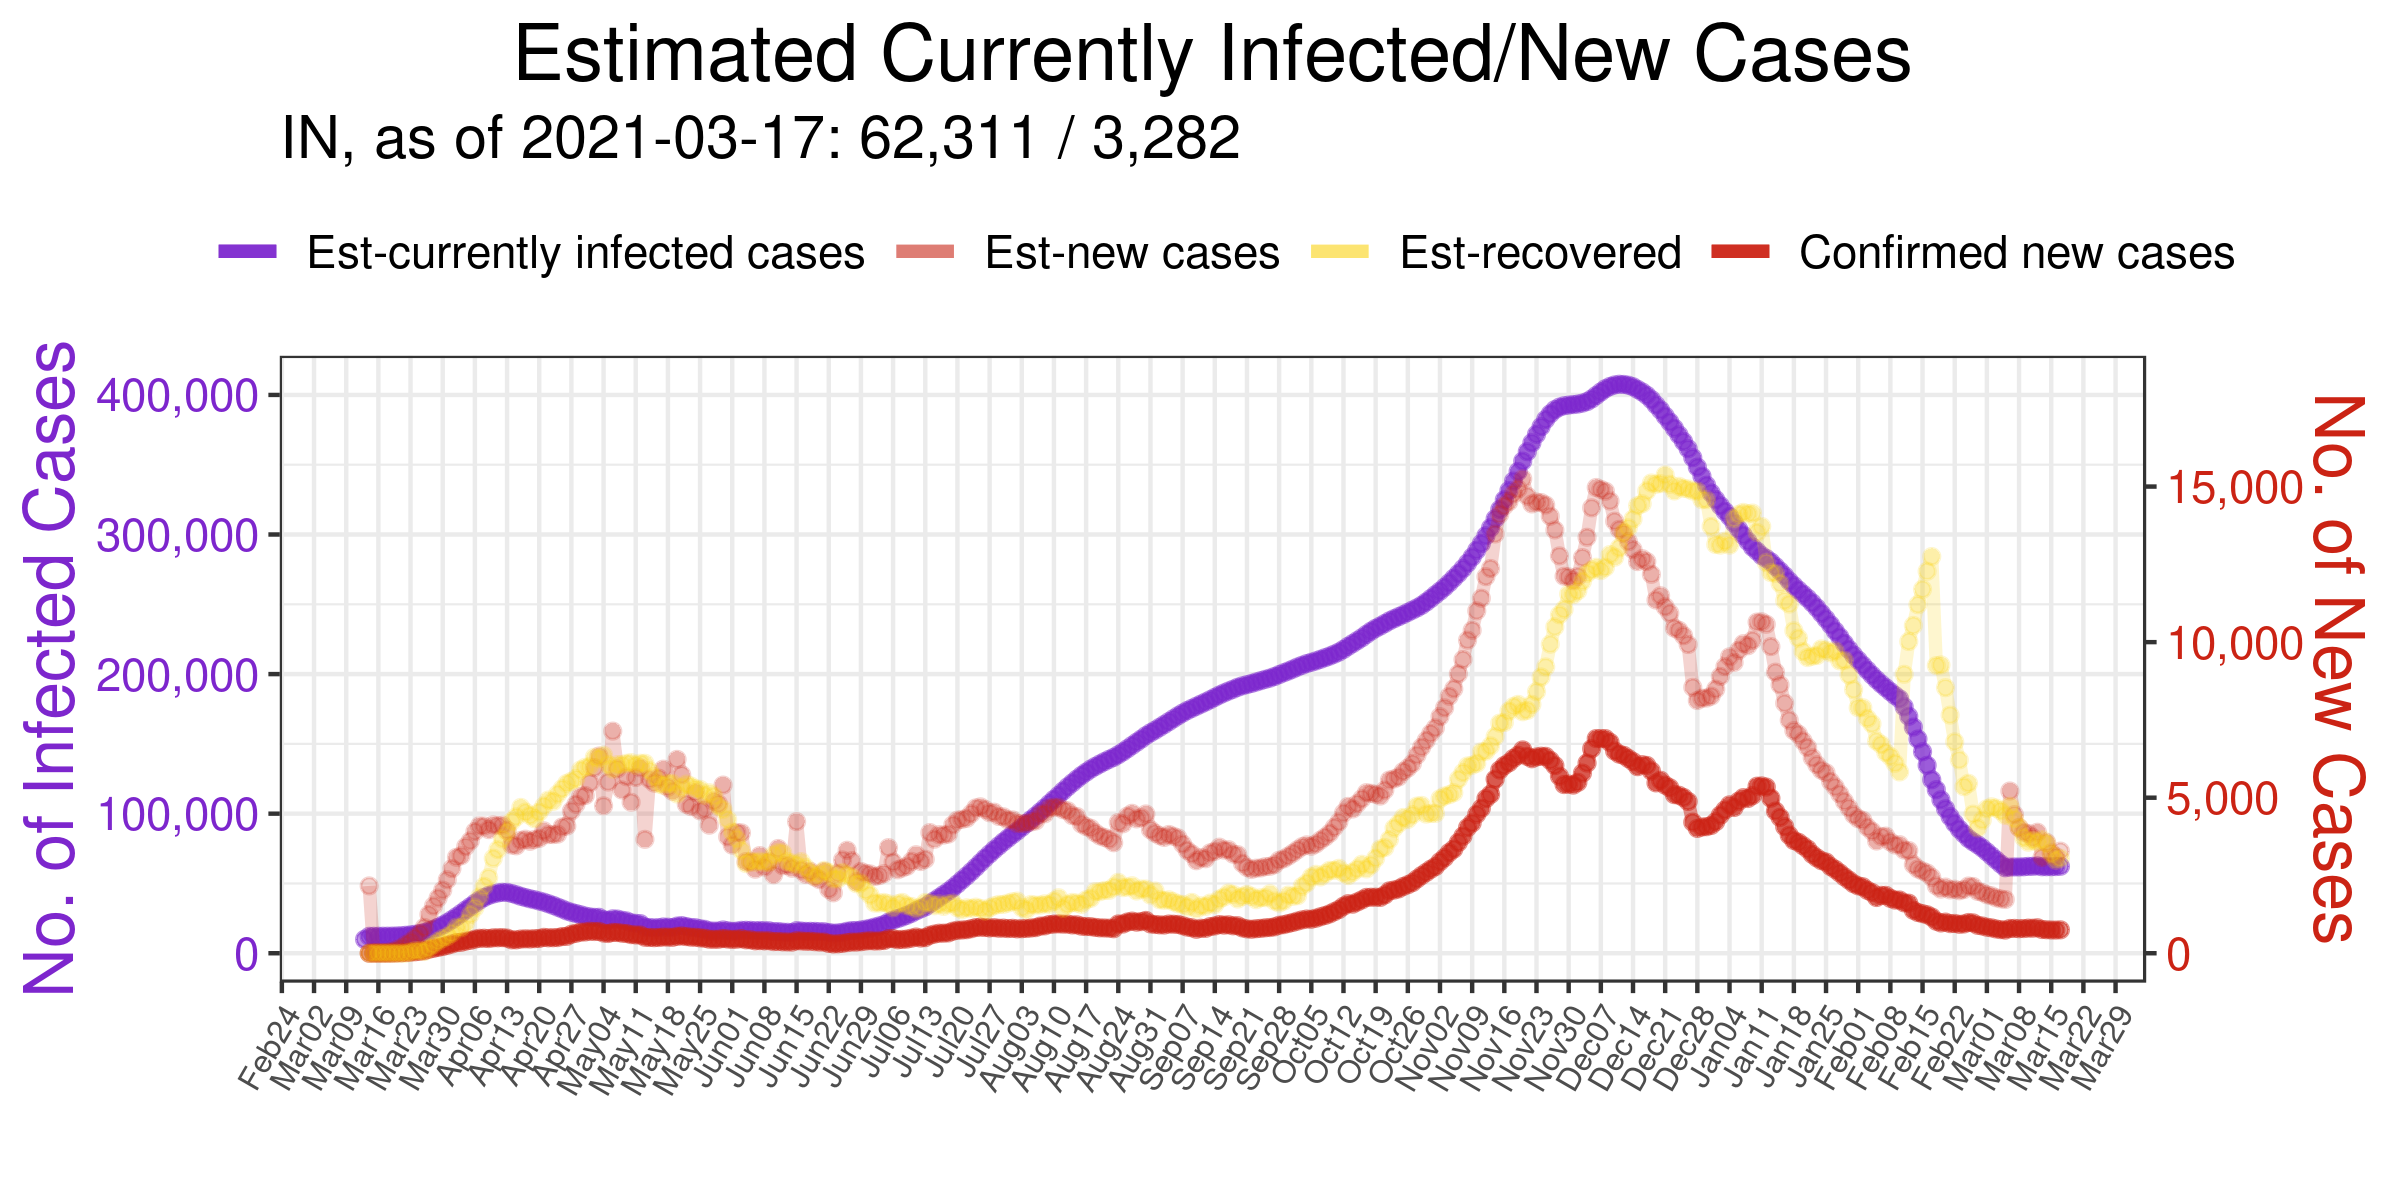 Estimated Currently Infected/New Cases
IN, as of 2021-03-17: 62,311 / 3,282
Est-currently infected cases Est-new cases Est-recovered Confirmed new cases
No. of Infected Cases
400,000
300,000
200,000
100,000
0
15,000
10,000
5,000
0
No. of New Cases
Feb24 Mar02 Mar09 Mar16 Mar23 Mar30 Apr06 Apr13 Apr20 Apr27 May04 May11 May18 May25 Jun01 Jun08 Jun15 Jun22 Jun29 Jul06 Jul13 Jul20 Jul27 Aug03 Aug10 Aug17 Aug24 Aug31 Sep07 Sep14 Sep21 Sep28 Oct05 Oct12 Oct19 Oct26 Nov02 Nov09 Nov16 Nov23 Nov30 Dec07 Dec14 Dec21 Dec28 Jan04 Jan11 Jan18 Jan25 Feb01 Feb08 Feb15 Feb22 Mar01 Mar08 Mar15 Mar22 Mar29